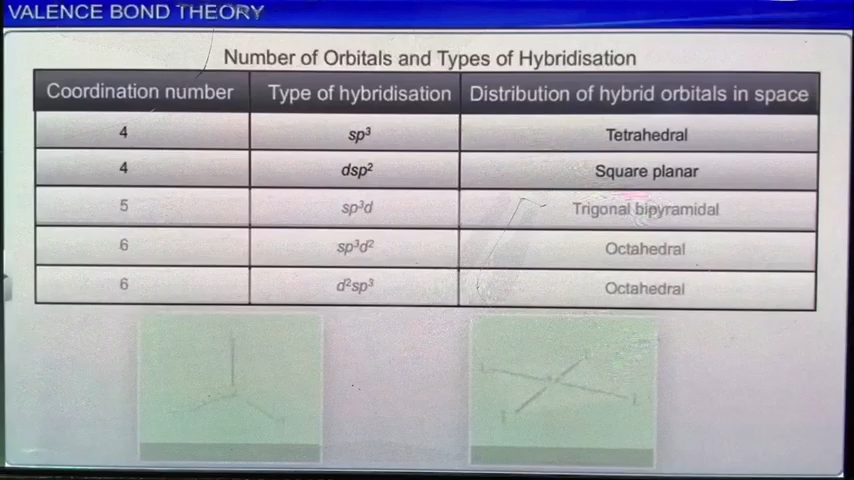 VALENCE BOND THEORY
Number of Orbitals and Types of Hybridisation
Coordination number Type of hybridisation Distribution of hybrid orbitals in space
4 sp³ Tetrahedral
4 dsp² Square planar
5 sp³d Trigonal bipyramidal
6 sp³d² Octahedral
6 d²sp³ Octahedral